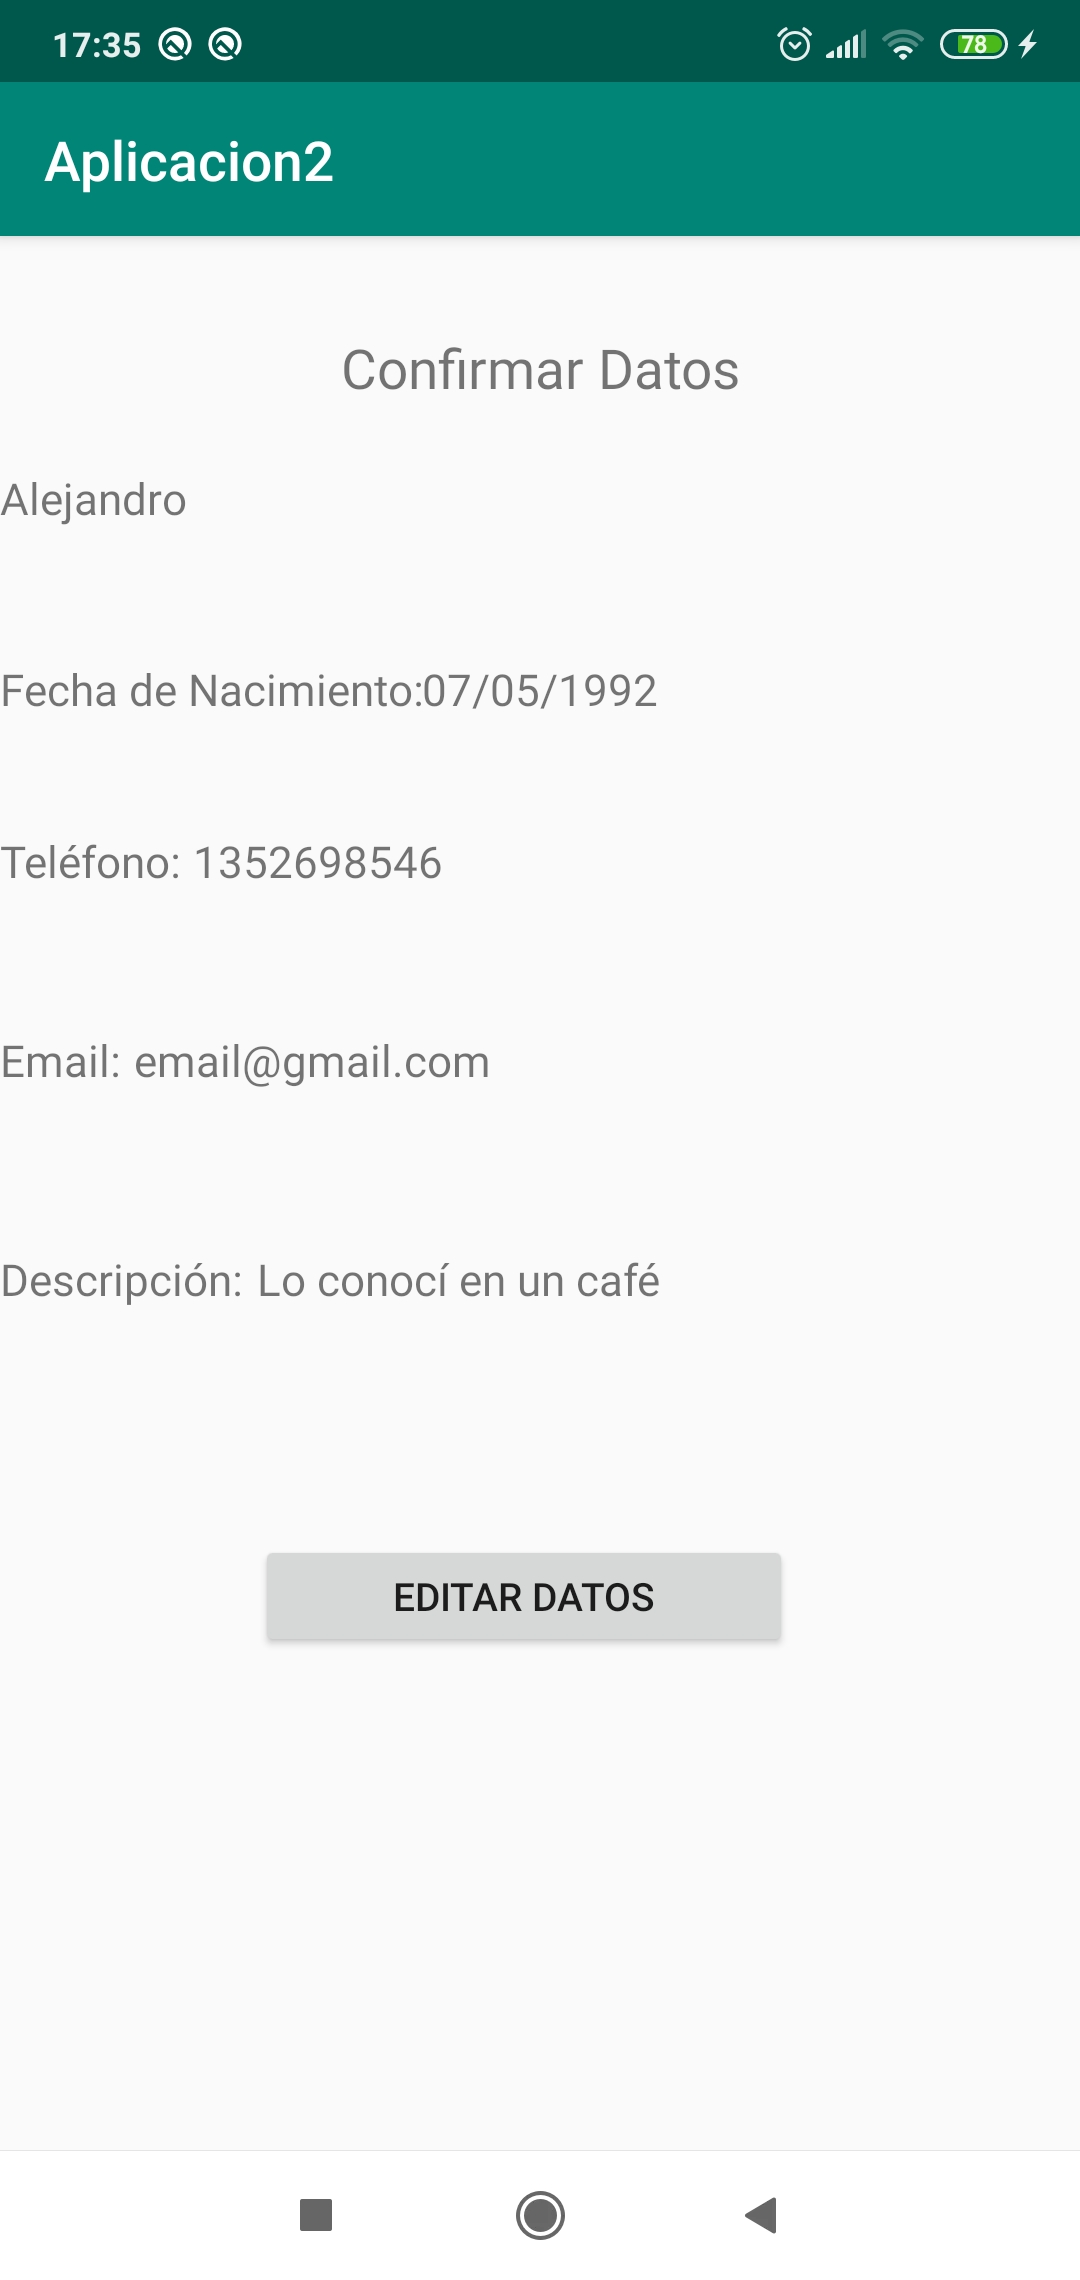 17:35
78
Aplicacion2
Confirmar Datos
Alejandro
Fecha de Nacimiento:07/05/1992
Teléfono: 1352698546
Email: email@gmail.com
Descripción: Lo conocí en un café
EDITAR DATOS